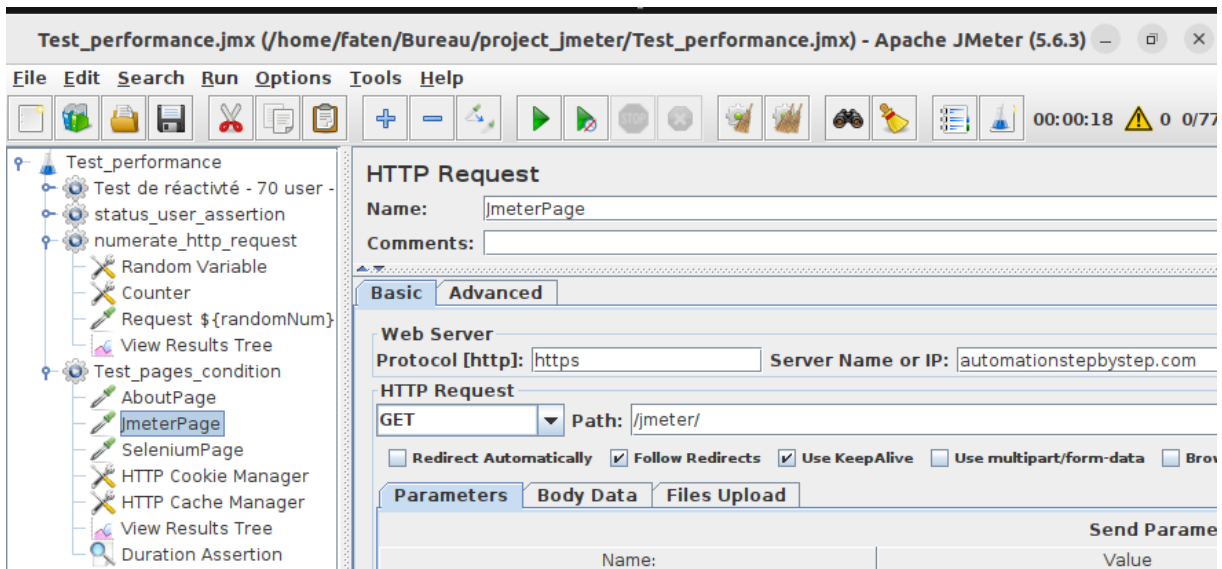 Test_performance.jmx (/home/faten/Bureau/project_jmeter/Test_performance.jmx) - Apache JMeter (5.6.3)
File Edit Search Run Options Tools Help
STOP 00:00:18 0 0/77
Test_performance
Test de réactivté - 70 user -
status_user_assertion
numerate_http_request
Random Variable
Counter
Request ${randomNum}
View Results Tree
Test_pages_condition
AboutPage
JmeterPage
SeleniumPage
HTTP Cookie Manager
HTTP Cache Manager
View Results Tree
Duration Assertion
HTTP Request
Name: JmeterPage
Comments:
Basic Advanced
Web Server
Protocol [http]: https Server Name or IP: automationstepbystep.com
HTTP Request
GET Path: /jmeter/
Redirect Automatically Follow Redirects Use KeepAlive Use multipart/form-data Brow
Parameters Body Data Files Upload
Send Parame
Name: Value